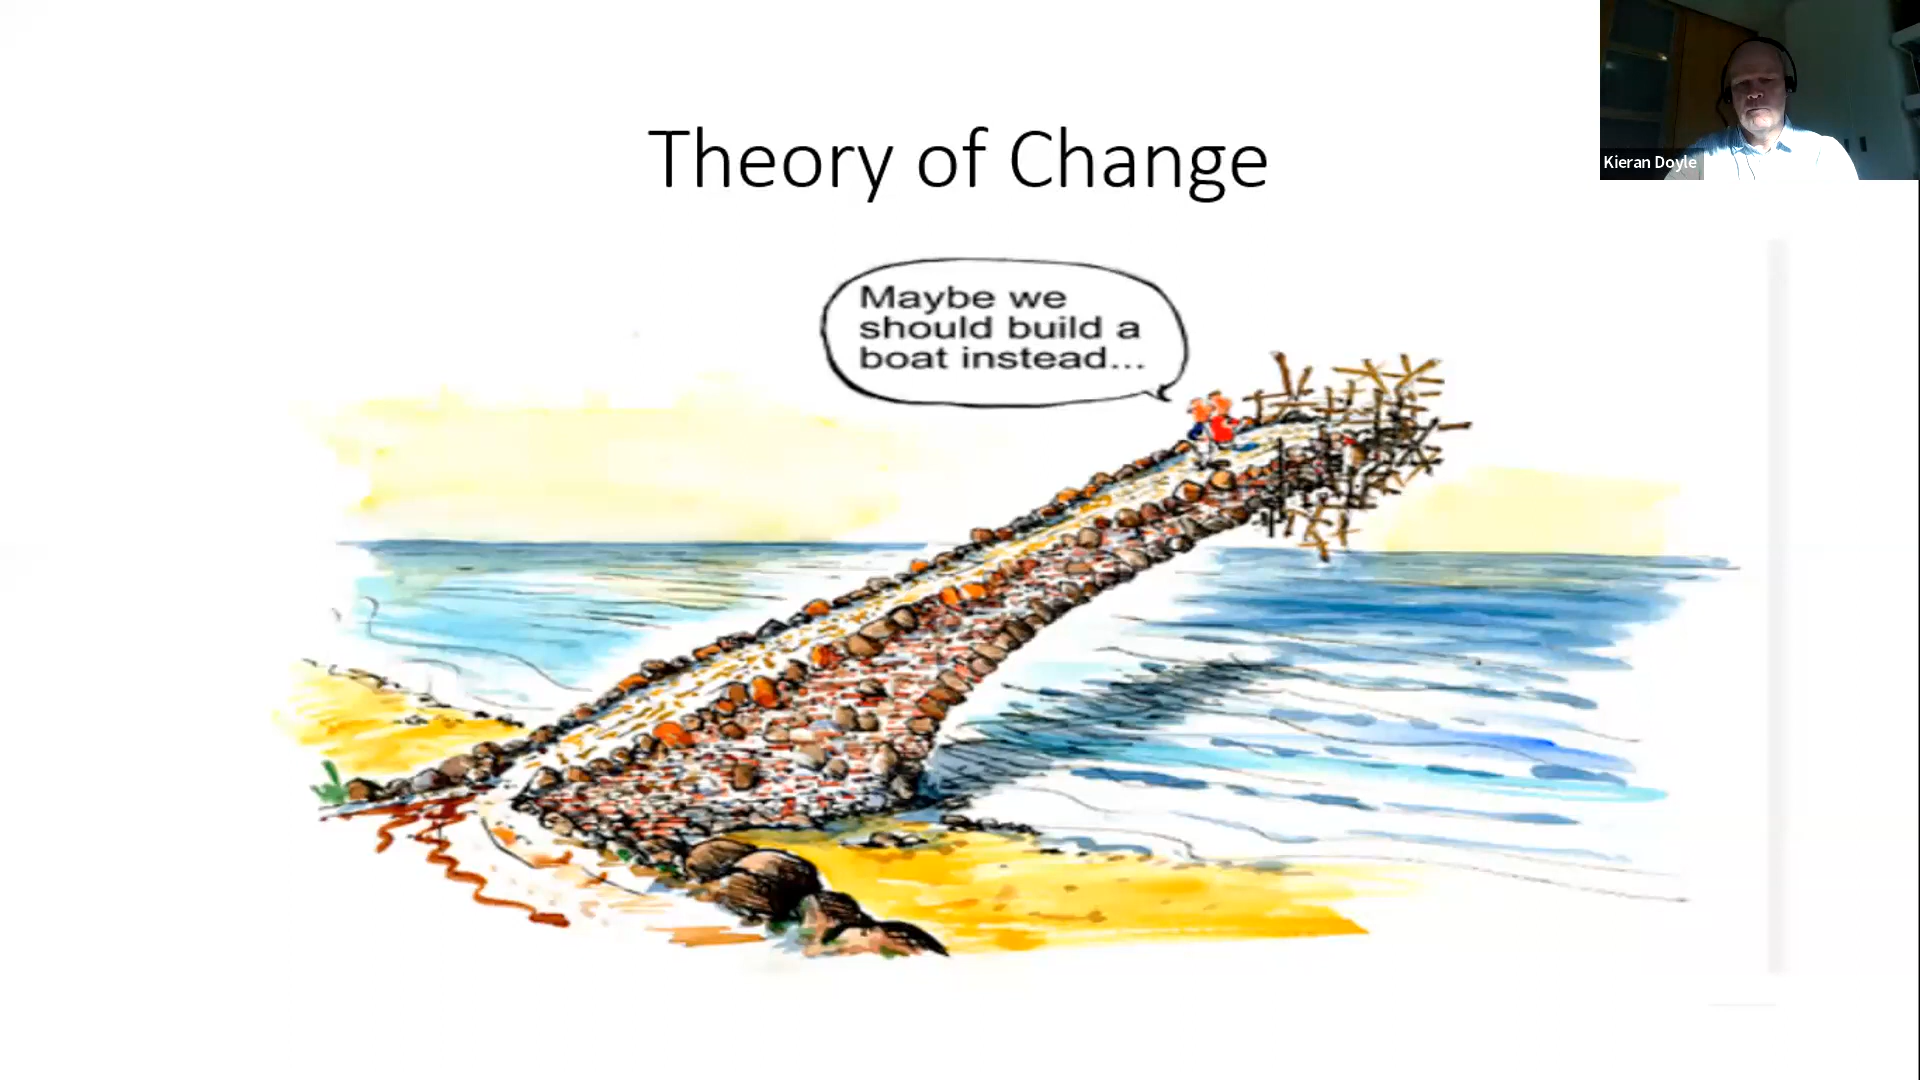 Theory of Change
Kieran Doyle
Maybe we
should build a
boat instead...